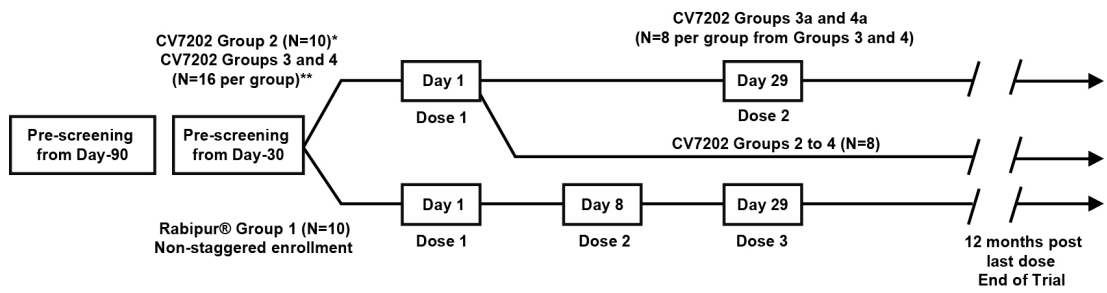 CV7202 Groups 3a and 4a
(N=8 per group from Groups 3 and 4)
CV7202 Group 2 (N=10)*
CV7202 Groups 3 and 4
(N=16 per group)**
Day 1
Dose 1
Day 29
Dose 2
Pre-screening
from Day-90
Pre-screening
from Day-30
CV7202 Groups 2 to 4 (N=8)
Rabipur® Group 1 (N=10)
Non-staggered enrollment
Day 1
Dose 1
Day 8
Dose 2
Day 29
Dose 3
12 months post
last dose
End of Trial